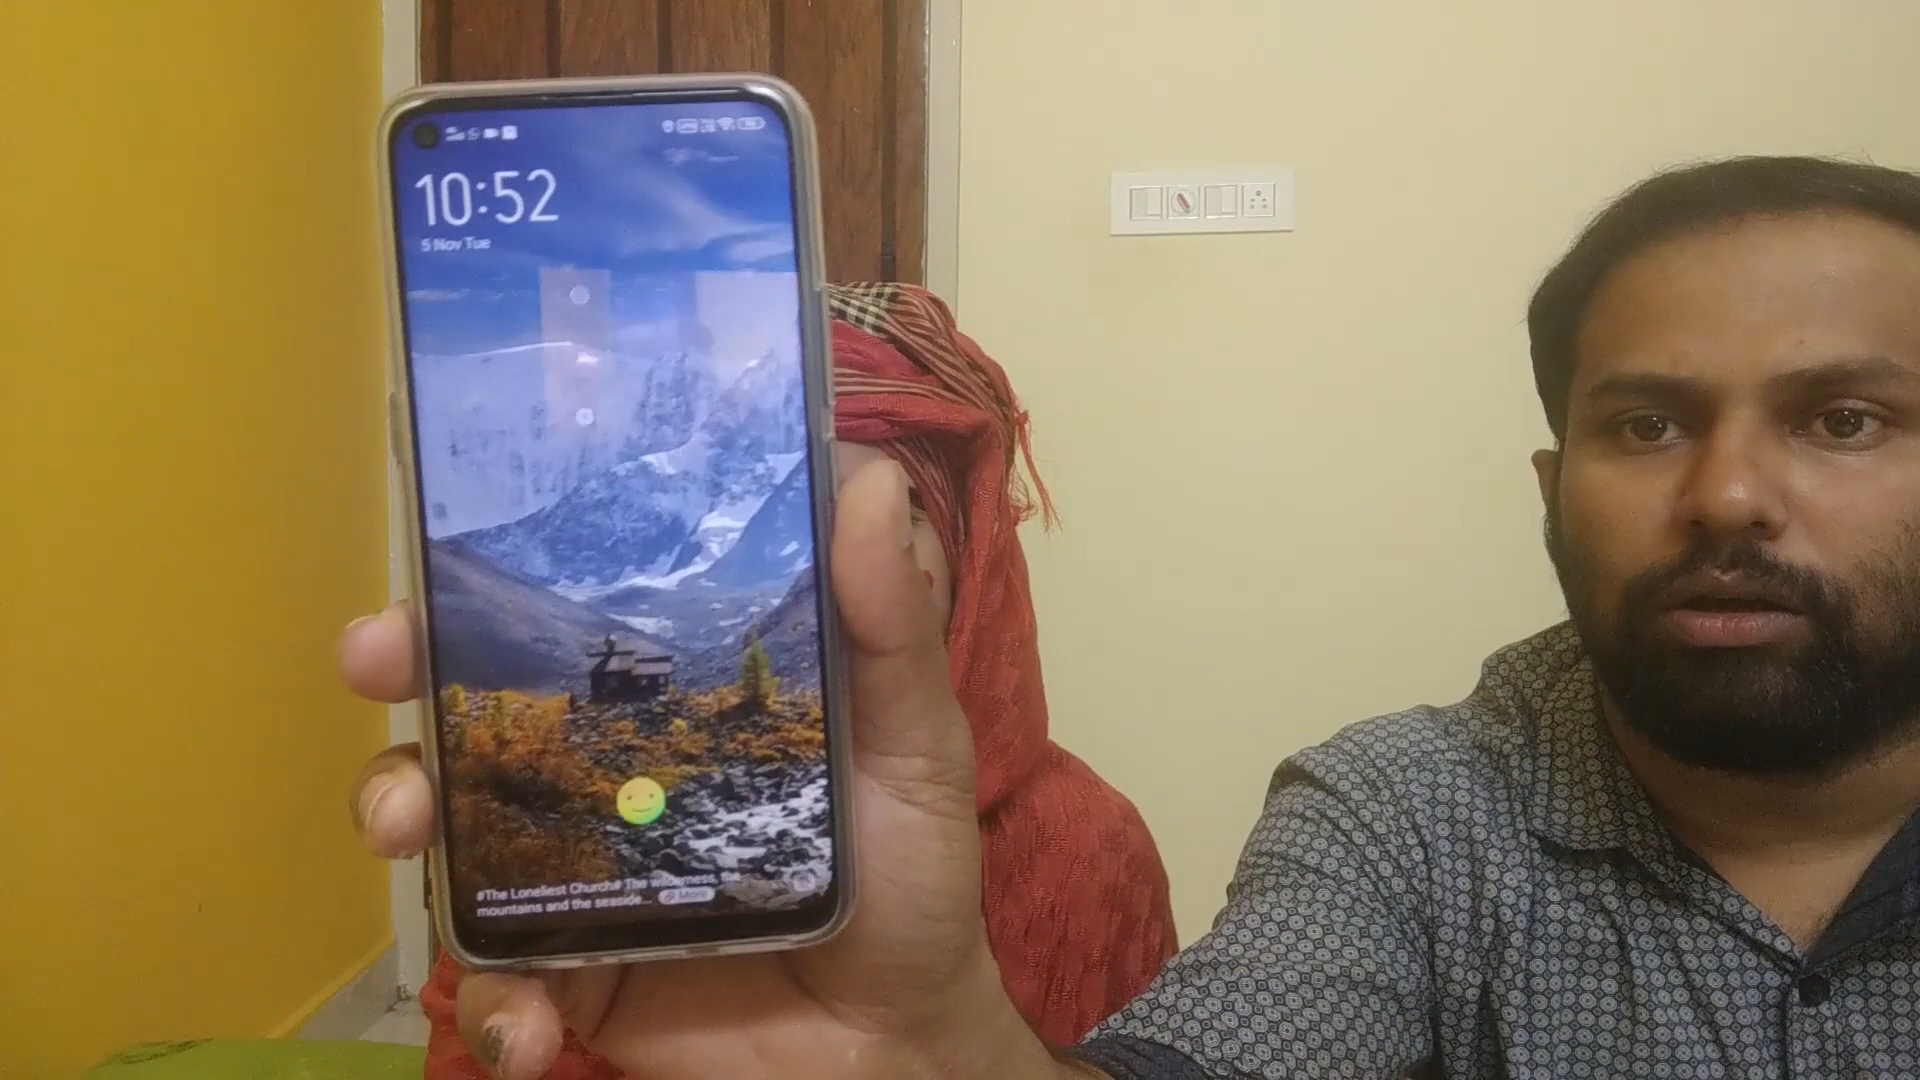 10:52
5 Nov Tue
#The Loneliest Church# The wilderness, the
mountains and the seaside... More